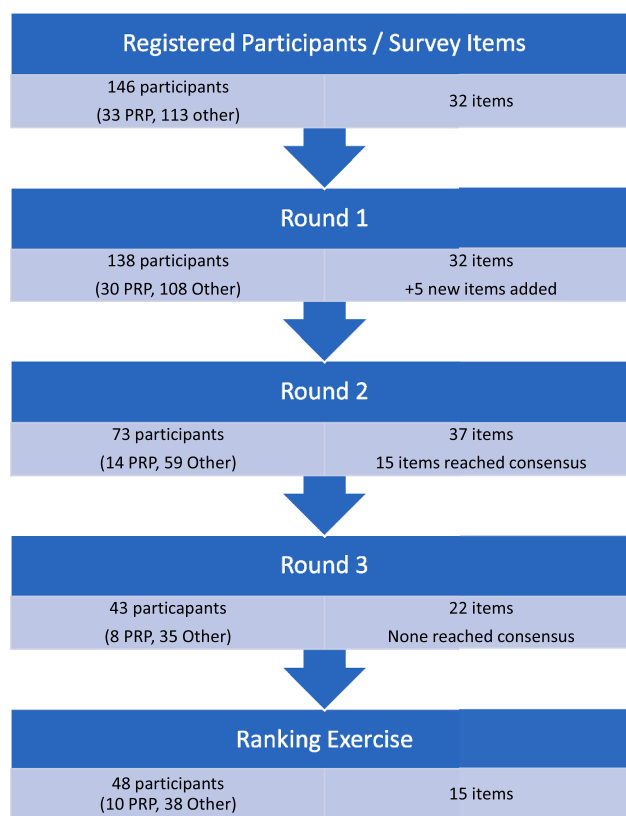 Registered Participants / Survey Items
146 participants
(33 PRP, 113 other)
32 items
Round 1
138 participants
(30 PRP, 108 Other)
32 items
+5 new items added
Round 2
73 participants
(14 PRP, 59 Other)
37 items
15 items reached consensus
Round 3
43 particapants
(8 PRP, 35 Other)
22 items
None reached consensus
Ranking Exercise
48 participants
(10 PRP, 38 Other)
15 items